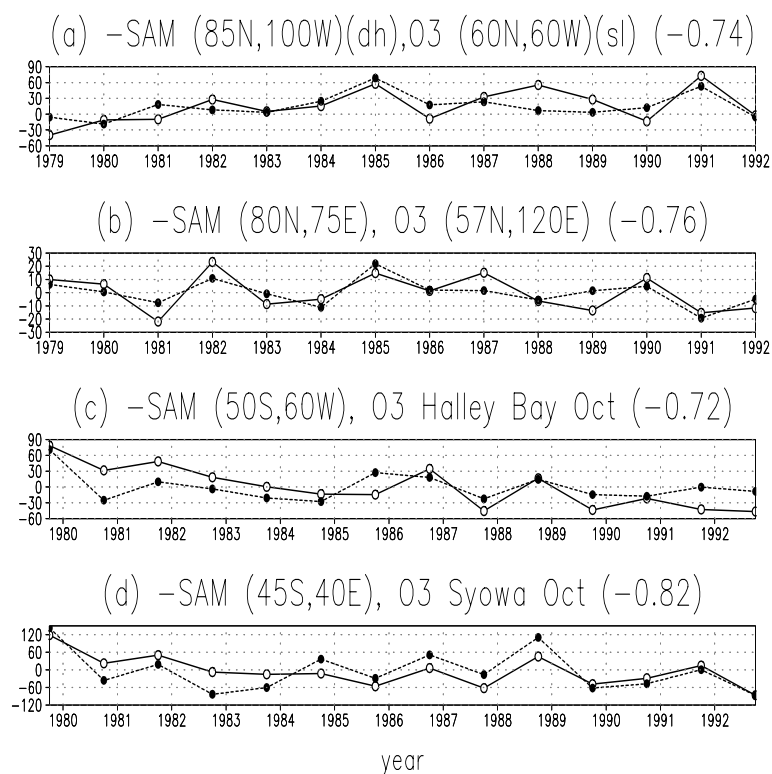 (a) -SAM (85N,100W)(dh),O3 (60N,60W)(sl) (-0.74)
90
60
30
0
-30
-60
1979 1980 1981 1982 1983 1984 1985 1986 1987 1988 1989 1990 1991 1992
(b) -SAM (80N,75E), O3 (57N,120E) (-0.76)
30
20
10
0
-10
-20
-30
1979 1980 1981 1982 1983 1984 1985 1986 1987 1988 1989 1990 1991 1992
(c) -SAM (50S,60W), O3 Halley Bay Oct (-0.72)
90
60
30
0
-30
-60
1980 1981 1982 1983 1984 1985 1986 1987 1988 1989 1990 1991 1992
(d) -SAM (45S,40E), O3 Syowa Oct (-0.82)
120
60
0
-60
-120
1980 1981 1982 1983 1984 1985 1986 1987 1988 1989 1990 1991 1992
year